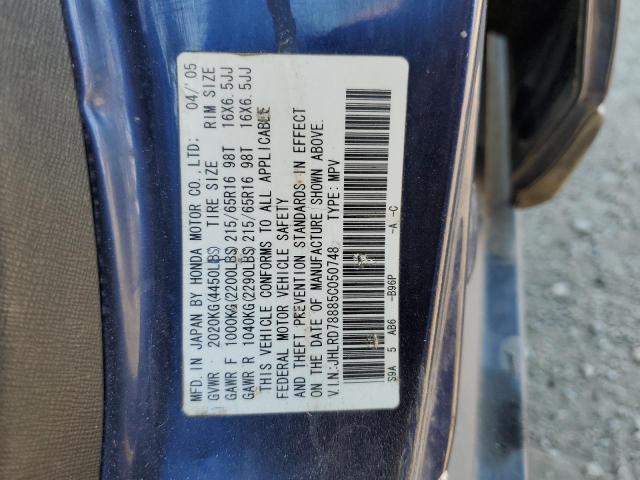 MFD. IN JAPAN BY HONDA MOTOR CO.,LTD: 04/'05
GVWR 2020KG(4450LBS) TIRE SIZE RIM SIZE
GAWR F 1000KG(2200LBS) 215/65R16 98T 16X6.5JJ
GAWR R 1040KG(2290LBS) 215/65R16 98T 16X6.5JJ
THIS VEHICLE CONFORMS TO ALL APPLICABLE
FEDERAL MOTOR VEHICLE SAFETY
AND THEFT PREVENTION STANDARDS IN EFFECT
ON THE DATE OF MANUFACTURE SHOWN ABOVE.
V.I.N.:JHLRD78885C050748 TYPE: MPV
S9A 5 AB6 -B96P -A -C